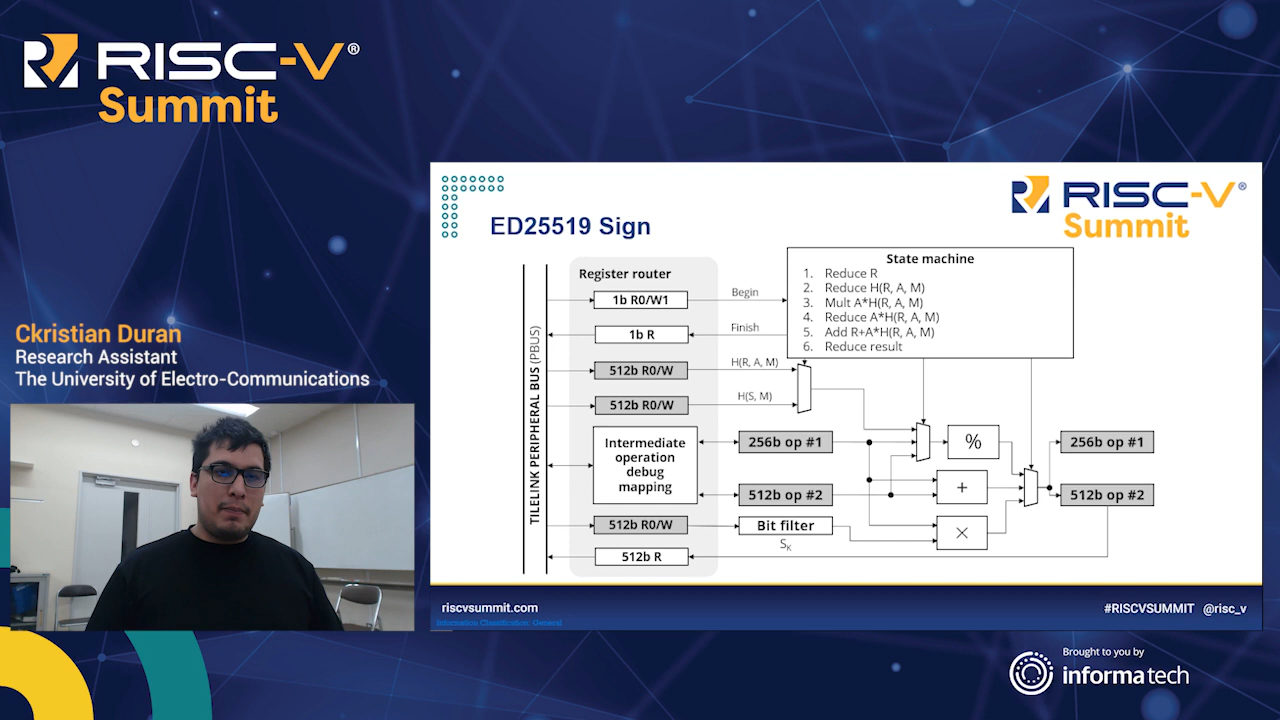 RISC-V®
Summit
Ckristian Duran
Research Assistant
The University of Electro-Communications
RISC-V®
Summit
ED25519 Sign
TILELINK PERIPHERAL BUS (PBUS)
Register router
1b R0/W1
1b R
512b R0/W
512b R0/W
Intermediate
operation
debug
mapping
512b R0/W
512b R
Begin
Finish
H(R, A, M)
H(S, M)
State machine
1. Reduce R
2. Reduce H(R, A, M)
3. Mult A*H(R, A, M)
4. Reduce A*H(R, A, M)
5. Add R+A*H(R, A, M)
6. Reduce result
256b op #1
512b op #2
Bit filter
SK
%
+
×
256b op #1
512b op #2
riscvsummit.com
#RISCVSUMMIT @risc_v
Information Classification: General
Brought to you by
informa tech